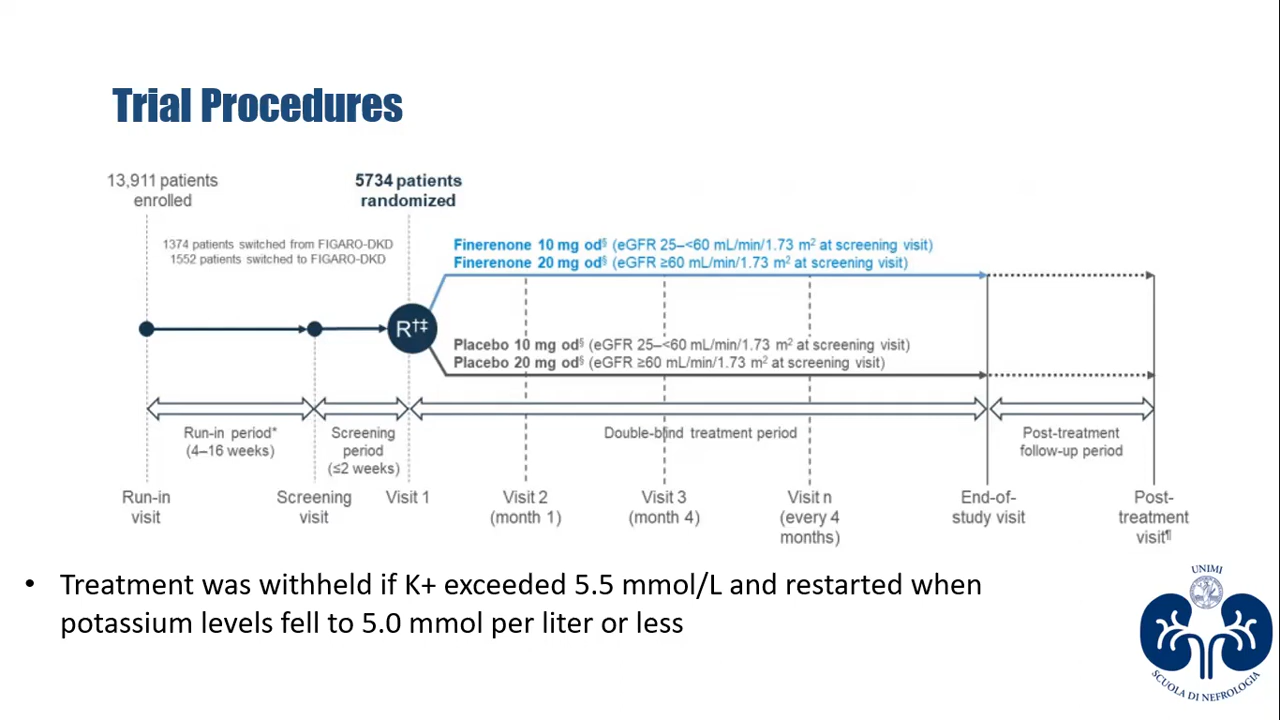 Trial Procedures
13,911 patients
enrolled
5734 patients
randomized
1374 patients switched from FIGARO-DKD
1552 patients switched to FIGARO-DKD
Finerenone 10 mg od§ (eGFR 25–<60 mL/min/1.73 m² at screening visit)
Finerenone 20 mg od§ (eGFR ≥60 mL/min/1.73 m² at screening visit)
R†‡
Placebo 10 mg od§ (eGFR 25–<60 mL/min/1.73 m² at screening visit)
Placebo 20 mg od§ (eGFR ≥60 mL/min/1.73 m² at screening visit)
Run-in period*
(4–16 weeks)
Screening
period
(≤2 weeks)
Double-blind treatment period
Post-treatment
follow-up period
Run-in
visit
Screening
visit
Visit 1
Visit 2
(month 1)
Visit 3
(month 4)
Visit n
(every 4
months)
End-of-
study visit
Post-
treatment
visit¶
• Treatment was withheld if K+ exceeded 5.5 mmol/L and restarted when
potassium levels fell to 5.0 mmol per liter or less
UNIMI
SCUOLA DI NEFROLOGIA